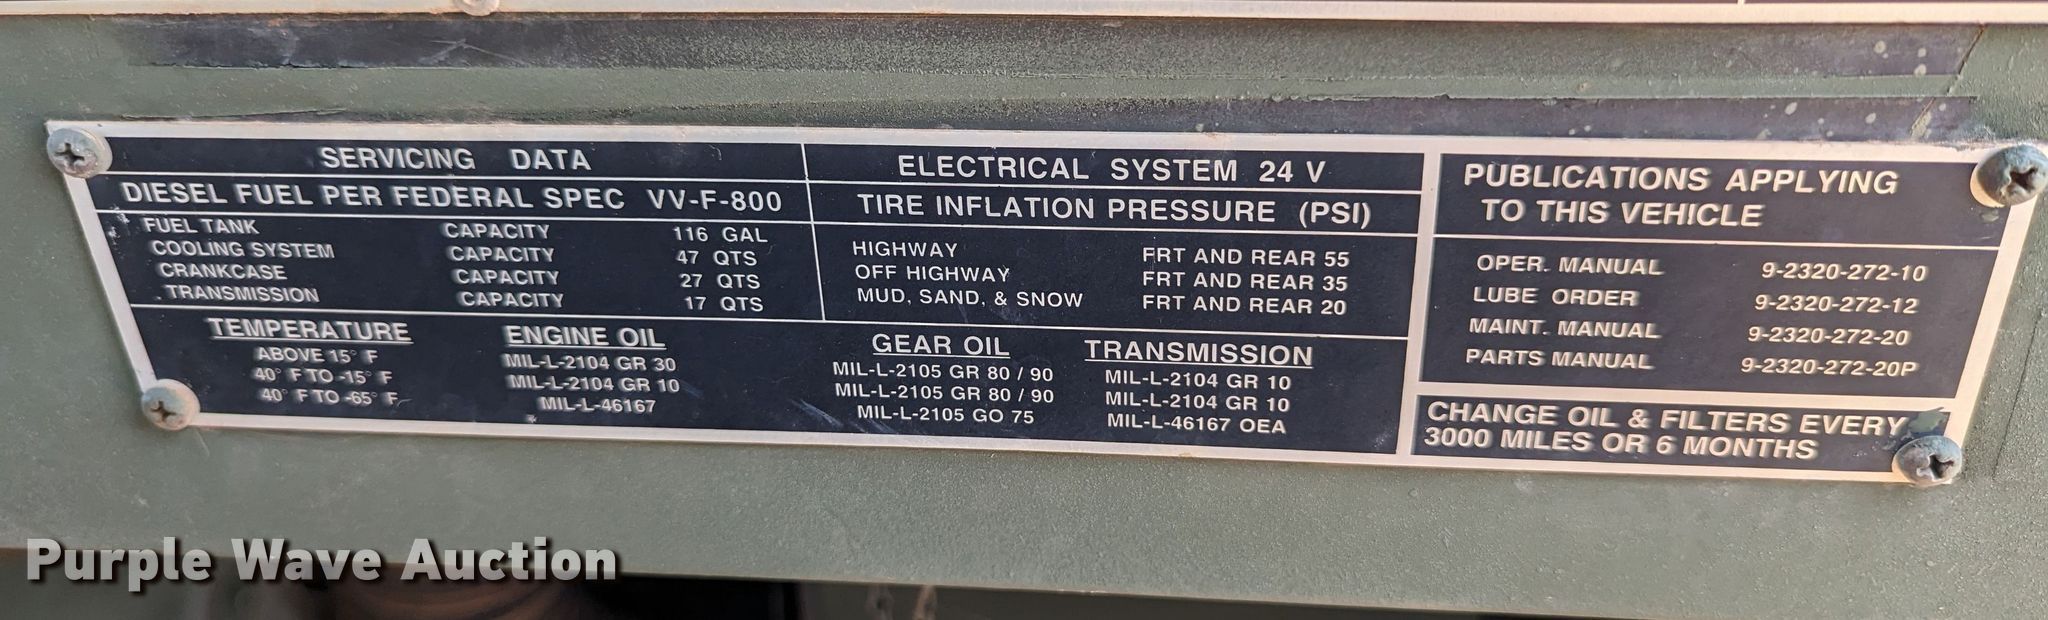 SERVICING DATA
DIESEL FUEL PER FEDERAL SPEC VV-F-800
FUEL TANK CAPACITY 116 GAL
COOLING SYSTEM CAPACITY 47 QTS
CRANKCASE CAPACITY 27 QTS
TRANSMISSION CAPACITY 17 QTS
ELECTRICAL SYSTEM 24 V
TIRE INFLATION PRESSURE (PSI)
HIGHWAY FRT AND REAR 55
OFF HIGHWAY FRT AND REAR 35
MUD, SAND, & SNOW FRT AND REAR 20
TEMPERATURE ENGINE OIL GEAR OIL TRANSMISSION
ABOVE 15° F MIL-L-2104 GR 30 MIL-L-2105 GR 80 / 90 MIL-L-2104 GR 10
40° F TO -15° F MIL-L-2104 GR 10 MIL-L-2105 GR 80 / 90 MIL-L-2104 GR 10
40° F TO -65° F MIL-L-46167 MIL-L-2105 GO 75 MIL-L-46167 OEA
PUBLICATIONS APPLYING
TO THIS VEHICLE
OPER. MANUAL 9-2320-272-10
LUBE ORDER 9-2320-272-12
MAINT. MANUAL 9-2320-272-20
PARTS MANUAL 9-2320-272-20P
CHANGE OIL & FILTERS EVERY
3000 MILES OR 6 MONTHS
Purple Wave Auction